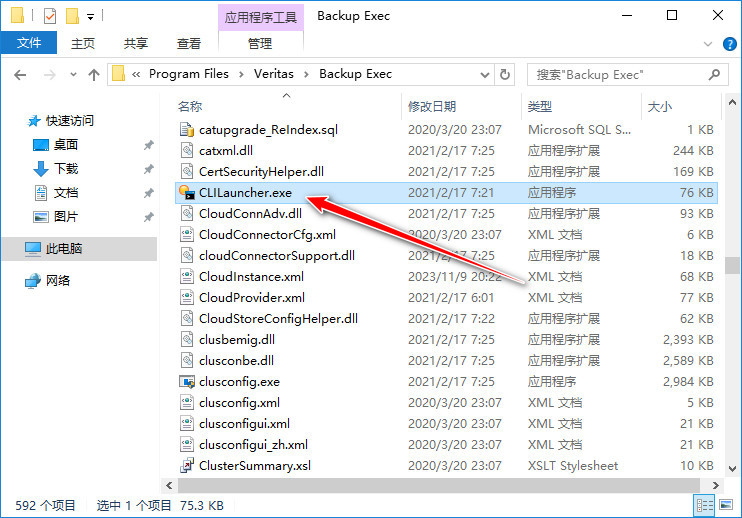 应用程序工具 Backup Exec
文件 主页 共享 查看 管理
« Program Files › Veritas › Backup Exec 搜索"Backup Exec"
快速访问
桌面
下载
文档
图片
此电脑
网络
名称 修改日期 类型 大小
catupgrade_ReIndex.sql 2020/3/20 23:07 Microsoft SQL S... 1 KB
catxml.dll 2021/2/17 7:25 应用程序扩展 244 KB
CertSecurityHelper.dll 2021/2/17 7:25 应用程序扩展 169 KB
CLILauncher.exe 2021/2/17 7:21 应用程序 76 KB
CloudConnAdv.dll 2021/2/17 7:25 应用程序扩展 93 KB
CloudConnectorCfg.xml 2020/3/20 23:07 XML 文档 6 KB
cloudConnectorSupport.dll 2021/2/17 7:25 应用程序扩展 18 KB
CloudInstance.xml 2023/11/9 20:22 XML 文档 68 KB
CloudProvider.xml 2021/2/17 6:01 XML 文档 77 KB
CloudStoreConfigHelper.dll 2021/2/17 7:22 应用程序扩展 62 KB
clusbemig.dll 2021/2/17 7:25 应用程序扩展 2,393 KB
clusconbe.dll 2021/2/17 7:25 应用程序扩展 2,589 KB
clusconfig.exe 2021/2/17 7:25 应用程序 2,984 KB
clusconfig.xml 2020/3/20 23:07 XML 文档 5 KB
clusconfigui.xml 2020/3/20 23:07 XML 文档 21 KB
clusconfigui_zh.xml 2020/3/20 23:07 XML 文档 21 KB
ClusterSummary.xsl 2020/3/20 23:07 XSLT Stylesheet 10 KB
592 个项目 选中 1 个项目 75.3 KB